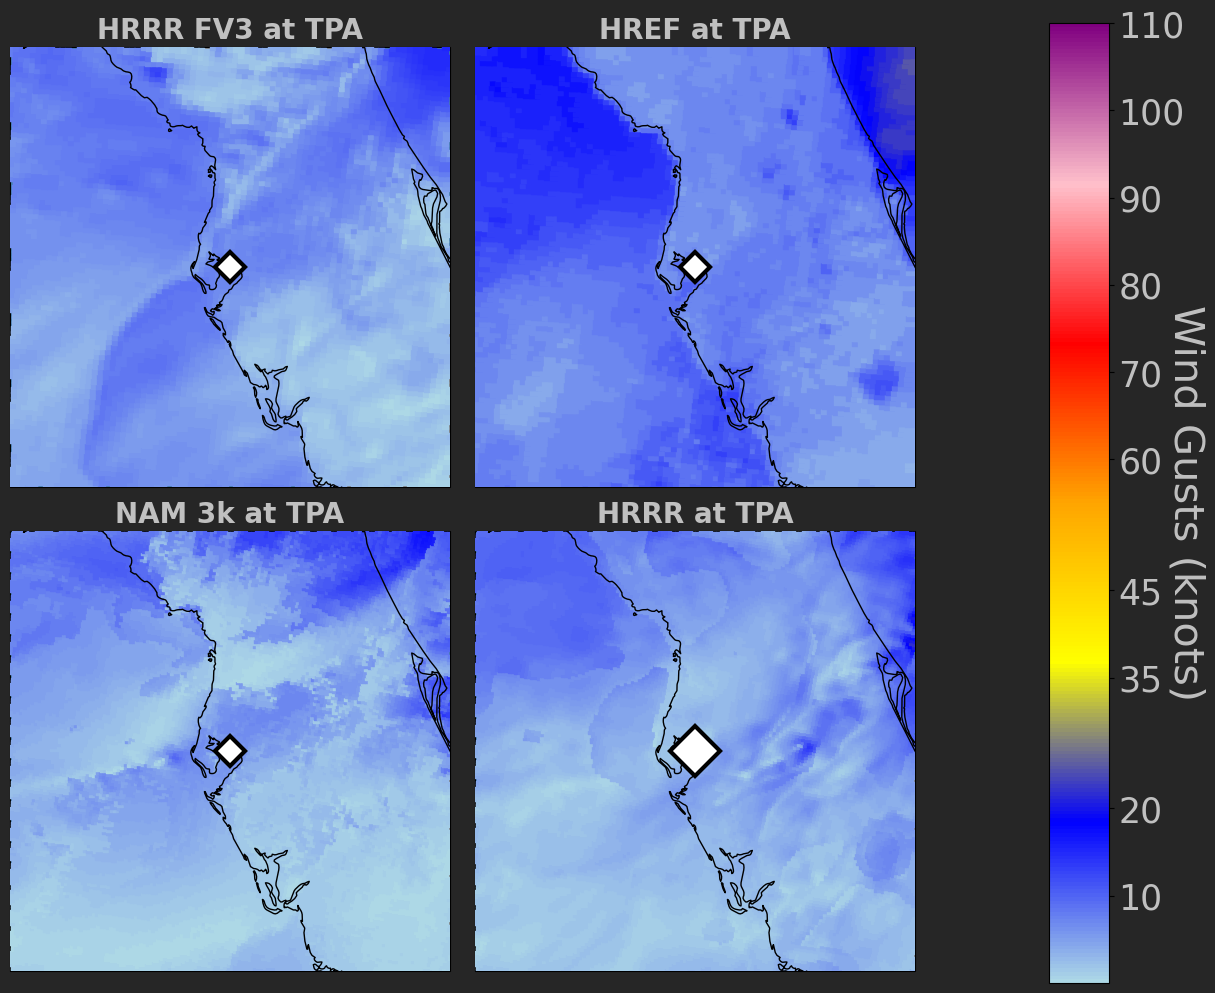 HRRR FV3 at TPA
HREF at TPA
NAM 3k at TPA
HRRR at TPA
110
100
90
80
70
60
45
35
20
10
Wind Gusts (knots)